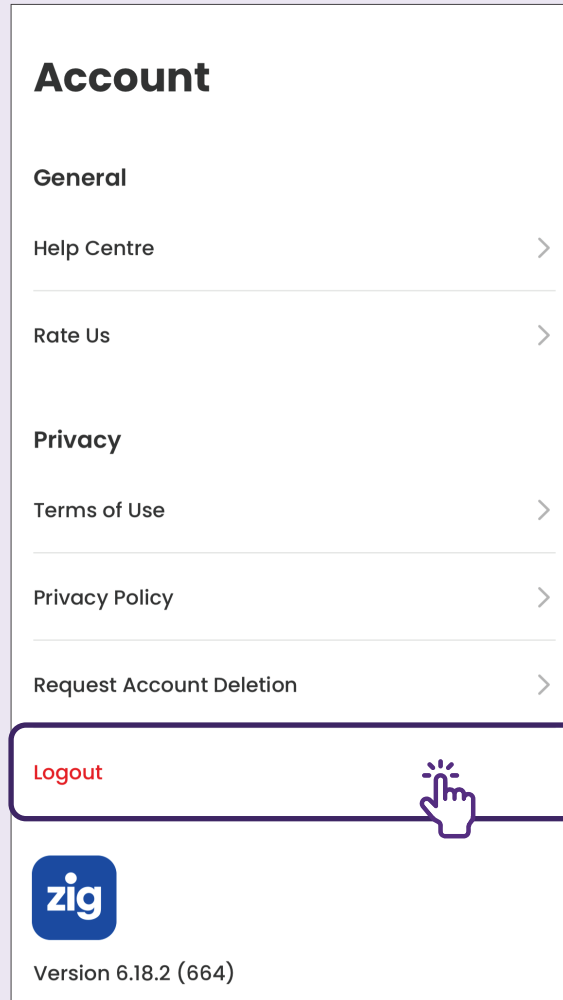 Account
General
Help Centre
Rate Us
Privacy
Terms of Use
Privacy Policy
Request Account Deletion
Logout
zig
Version 6.18.2 (664)